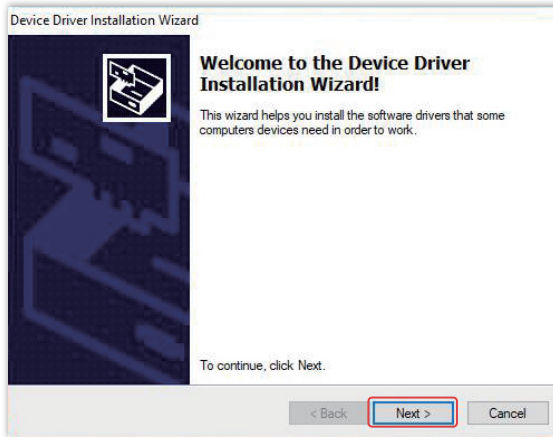 Device Driver Installation Wizard
Welcome to the Device Driver
Installation Wizard!
This wizard helps you install the software drivers that some
computers devices need in order to work.
To continue, click Next.
< Back
Next >
Cancel